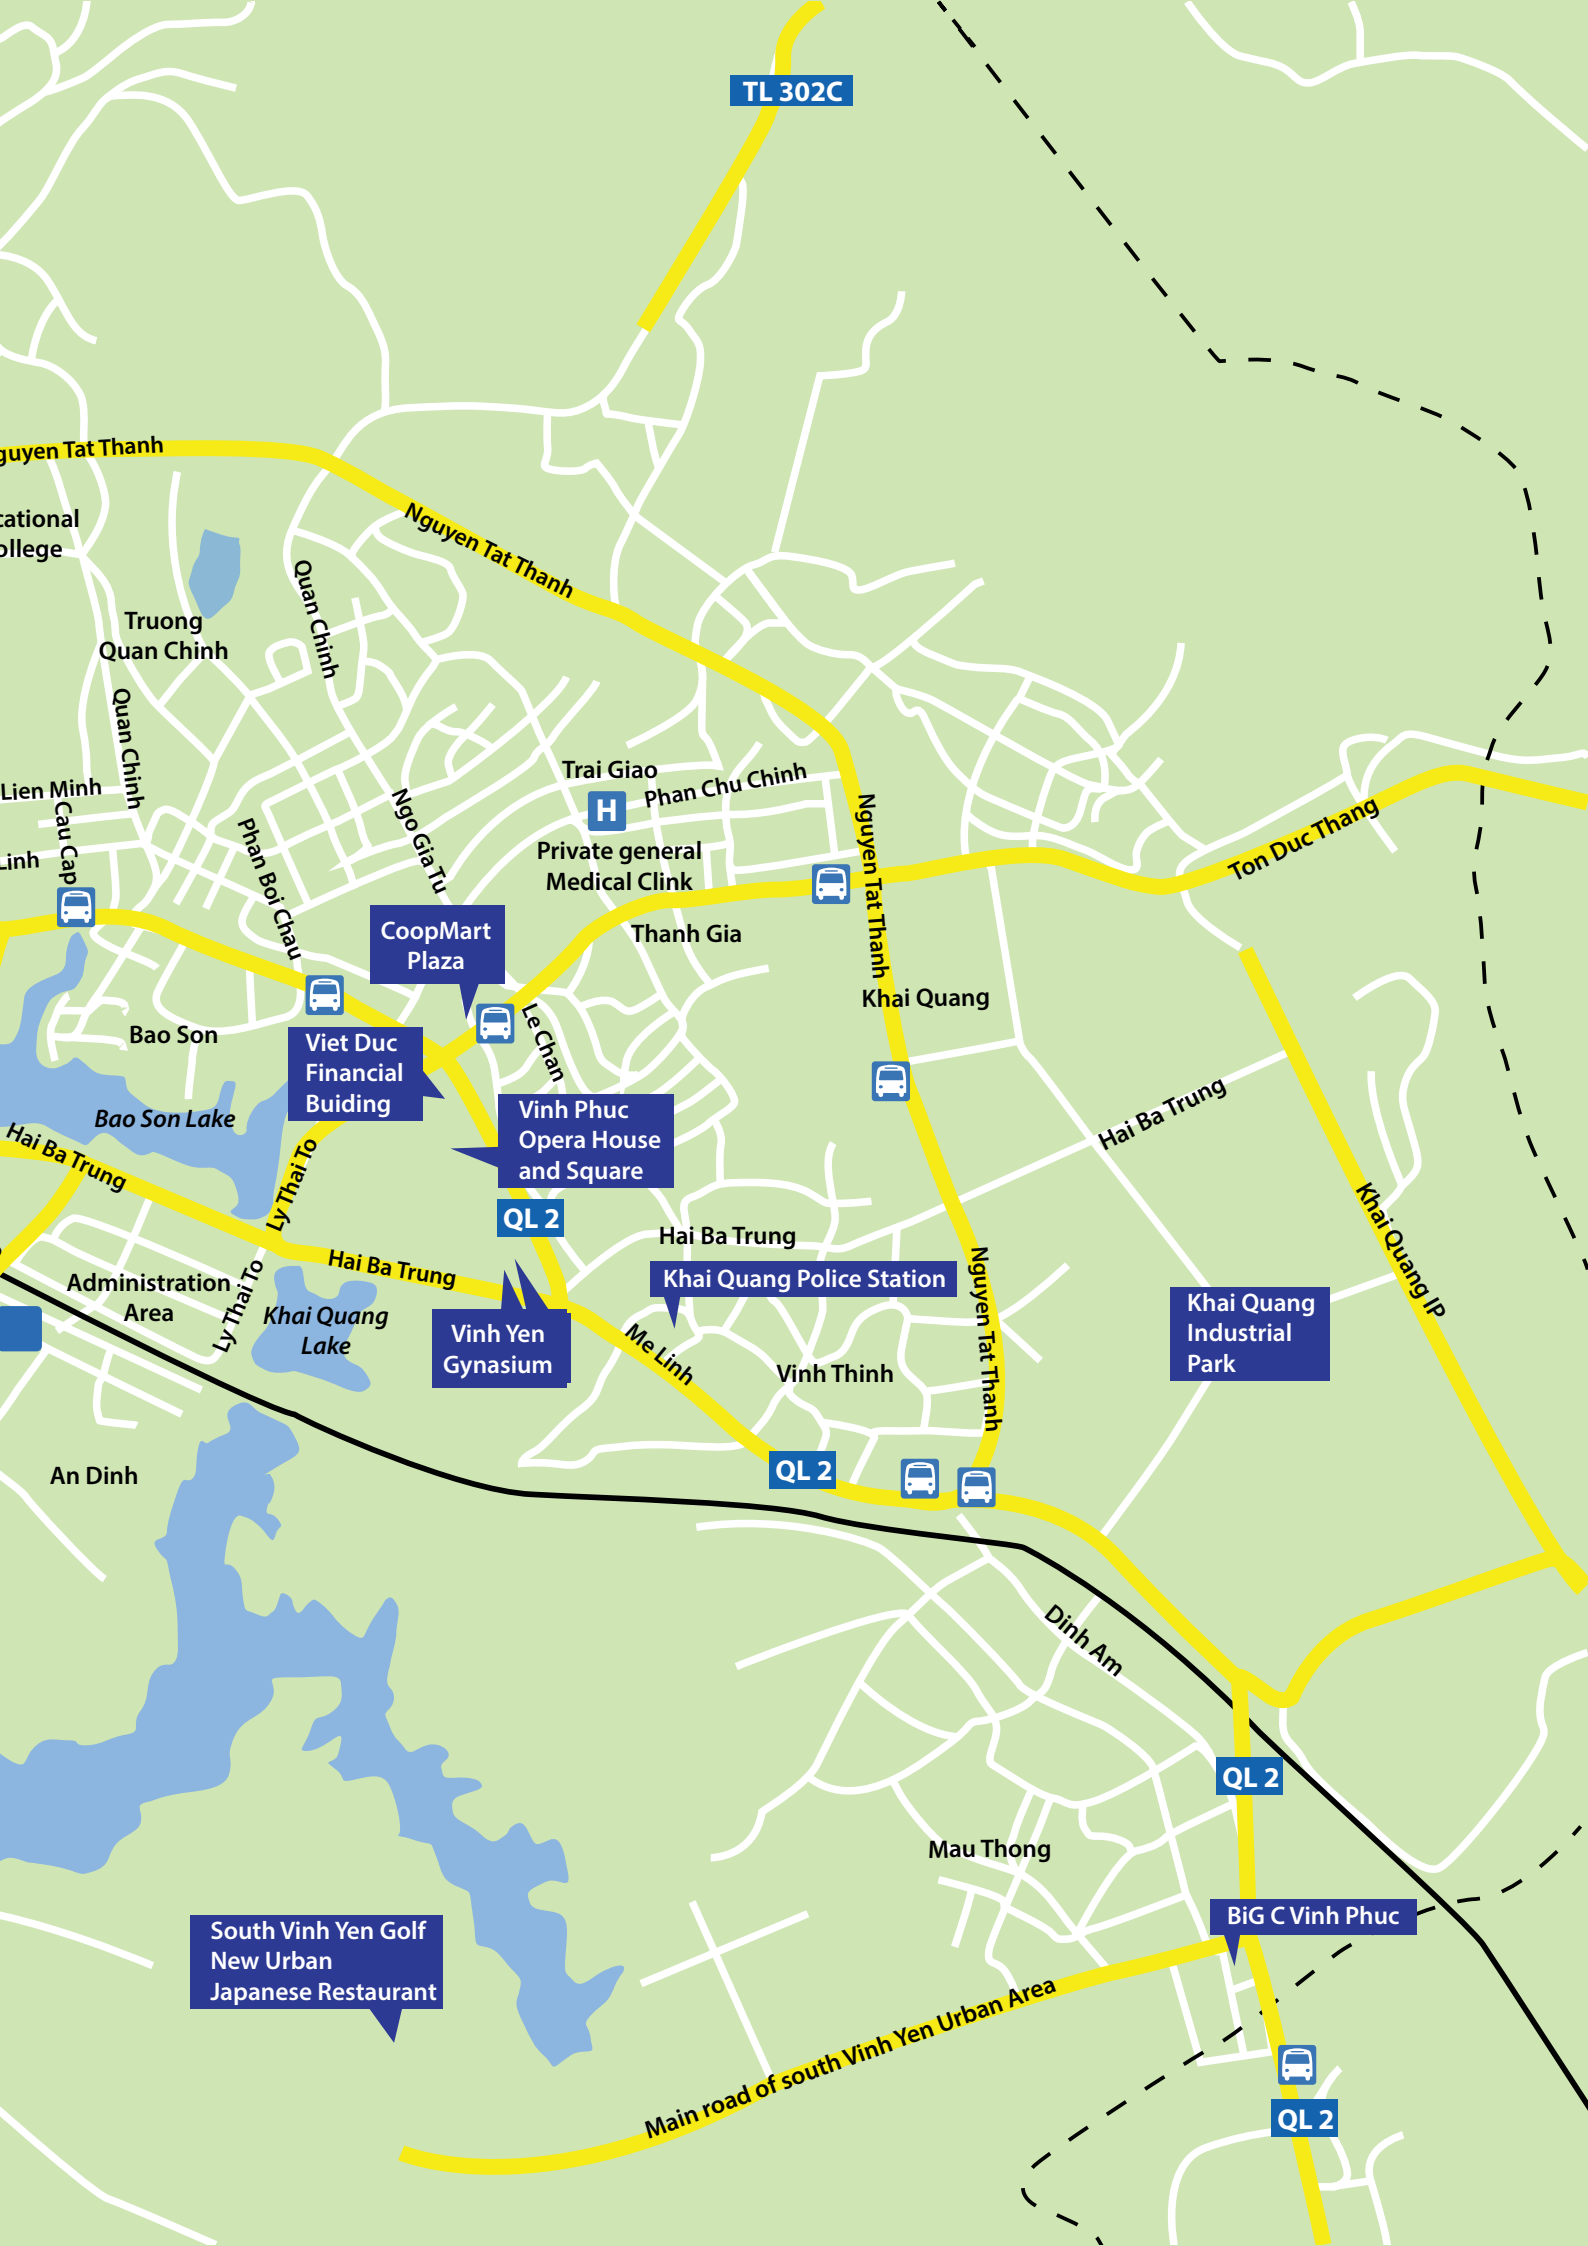 TL 302C
guyen Tat Thanh
cational
ollege
Nguyen Tat Thanh
Quan Chinh
Truong
Quan Chinh
Quan Chinh
Lien Minh
Cau Cap
Linh
Phan Boi Chau
Ngo Gia Tu
Trai Giao
Phan Chu Chinh
H
Private general
Medical Clink
Nguyen Tat Thanh
Ton Duc Thang
CoopMart
Plaza
Thanh Gia
Khai Quang
Le Chan
Bao Son
Viet Duc
Financial
Buiding
Bao Son Lake
Hai Ba Trung
Ly Thai To
Vinh Phuc
Opera House
and Square
Hai Ba Trung
Khai Quang IP
QL 2
Hai Ba Trung
Hai Ba Trung
Khai Quang Police Station
Administration
Area
Ly Thai To
Khai Quang
Lake
Vinh Yen
Gynasium
Me Linh
Vinh Thinh
Nguyen Tat Thanh
Khai Quang
Industrial
Park
An Dinh
QL 2
Dinh Am
QL 2
Mau Thong
BiG C Vinh Phuc
South Vinh Yen Golf
New Urban
Japanese Restaurant
Main road of south Vinh Yen Urban Area
QL 2